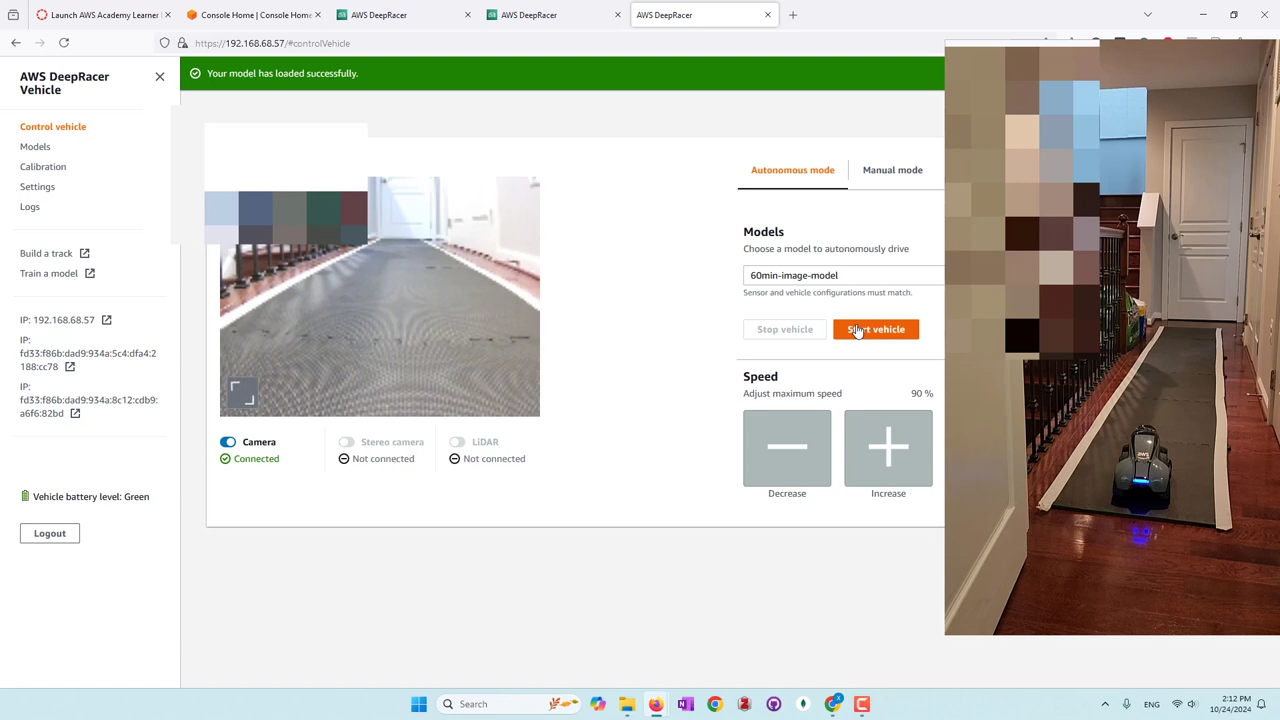 Launch AWS Academy Learner
Console Home | Console Home
AWS DeepRacer
AWS DeepRacer
AWS DeepRacer
https://192.168.68.57/#controlVehicle
AWS DeepRacer
Vehicle
Control vehicle
Models
Calibration
Settings
Logs
Build a track
Train a model
IP: 192.168.68.57
IP:
fd33:f86b:dad9:934a:5c4:dfa4:2
188:cc78
IP:
fd33:f86b:dad9:934a:8c12:cdb9:
a6f6:82bd
Vehicle battery level: Green
Logout
Your model has loaded successfully.
Camera
Connected
Stereo camera
Not connected
LiDAR
Not connected
Autonomous mode
Manual mode
Models
Choose a model to autonomously drive
60min-image-model
Sensor and vehicle configurations must match.
Stop vehicle
Start vehicle
Speed
Adjust maximum speed
90 %
Decrease
Increase
aws
Search
2:12 PM
10/24/2024